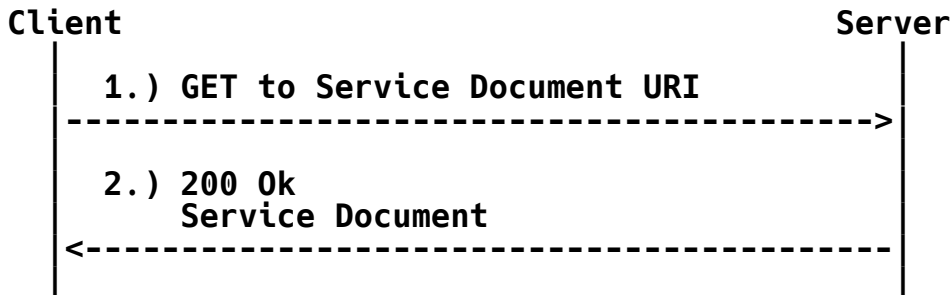 Client Server
1.) GET to Service Document URI
------------------------------------------>
2.) 200 Ok
Service Document
<------------------------------------------